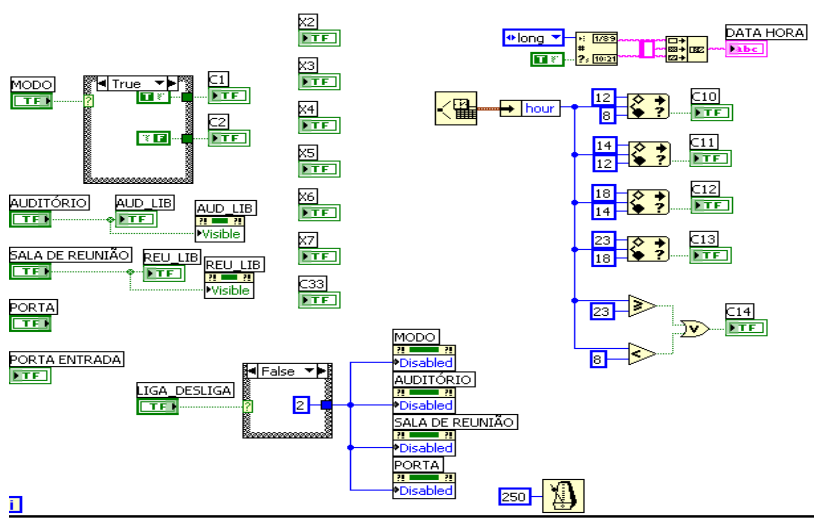 X2
TF
X3
TF
X4
TF
X5
TF
X6
TF
X7
TF
C33
TF
MODO
TF
True
?
T
F
C1
TF
C2
TF
AUDITÓRIO
TF
AUD_LIB
TF
AUD_LIB
?! ?!
Visible
SALA DE REUNIÃO
TF
REU_LIB
TF
REU_LIB
?! ?!
Visible
PORTA
TF
PORTA ENTRADA
TF
LIGA_DESLIGA
TF
False
?
2
MODO
?! ?!
Disabled
AUDITÓRIO
?! ?!
Disabled
SALA DE REUNIÃO
?! ?!
Disabled
PORTA
?! ?!
Disabled
i
long
T
#
1/89
10:21
DATA HORA
abc
hour
12
8
?
C10
TF
14
12
?
C11
TF
18
14
?
C12
TF
23
18
?
C13
TF
23
≥
8
<
V
C14
TF
250